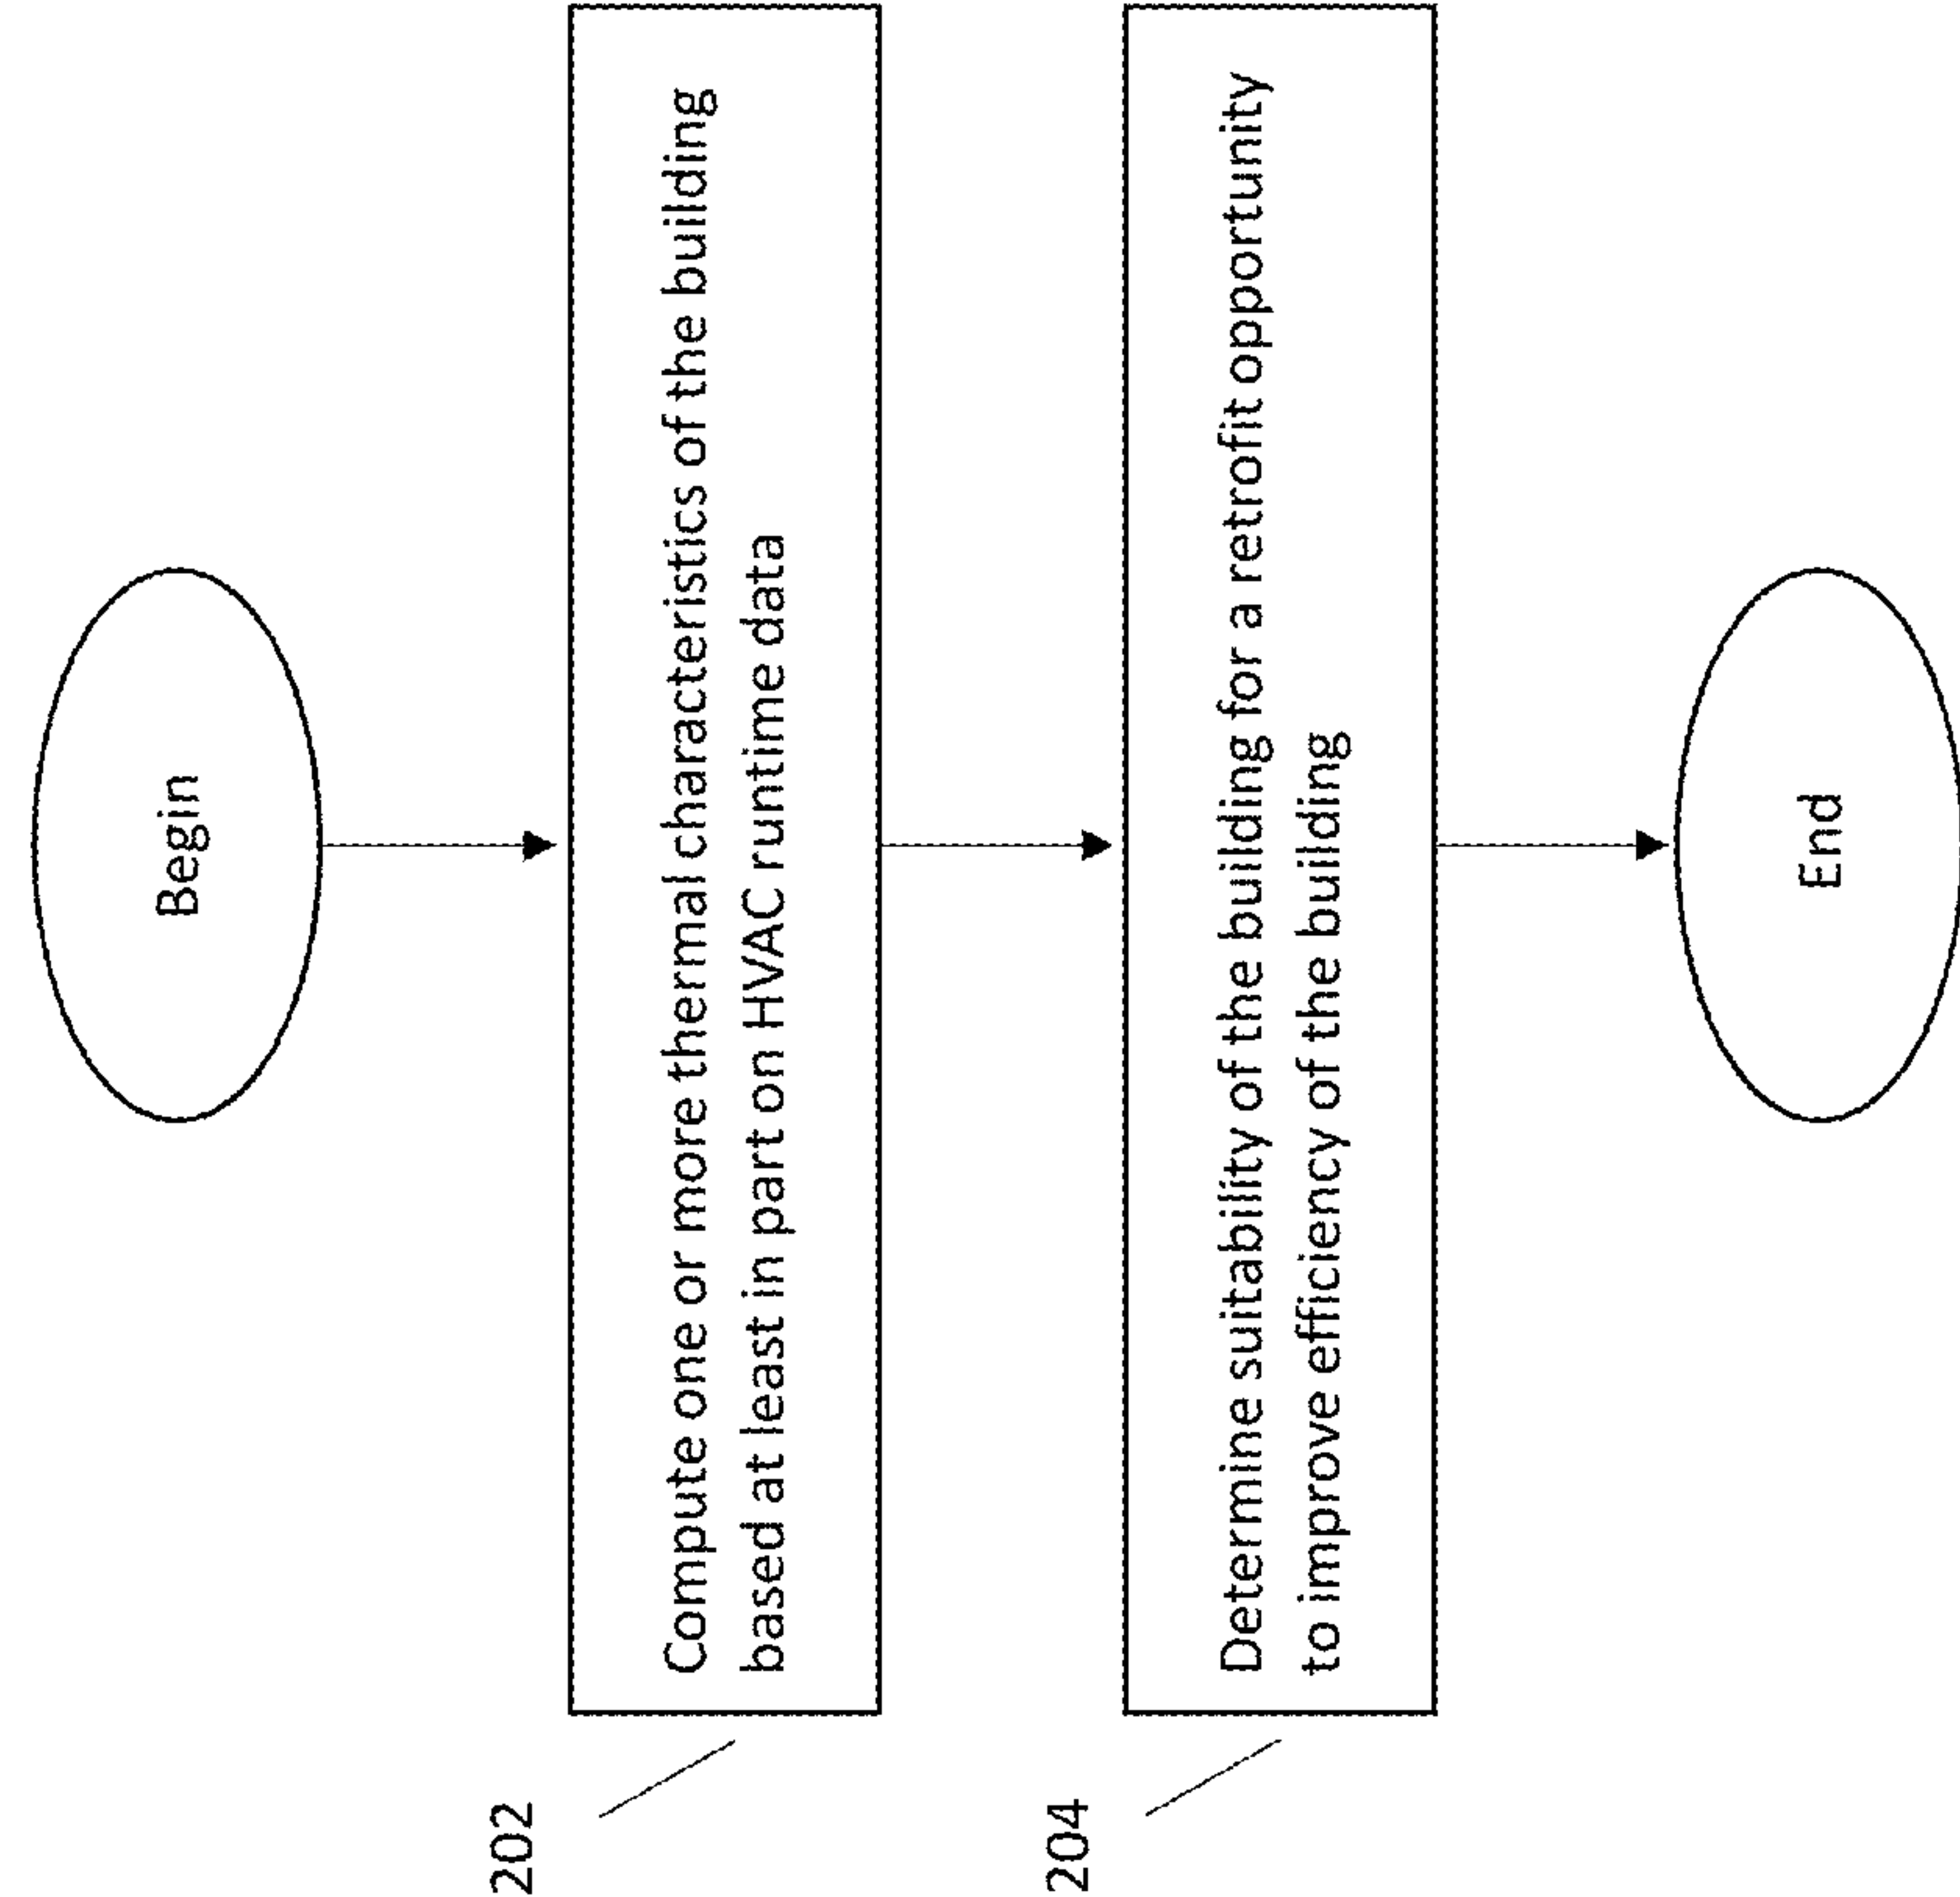 Begin
202
Compute one or more thermal characteristics of the building
based at least in part on HVAC runtime data
204
Determine suitability of the building for a retrofit opportunity
to improve efficiency of the building
End